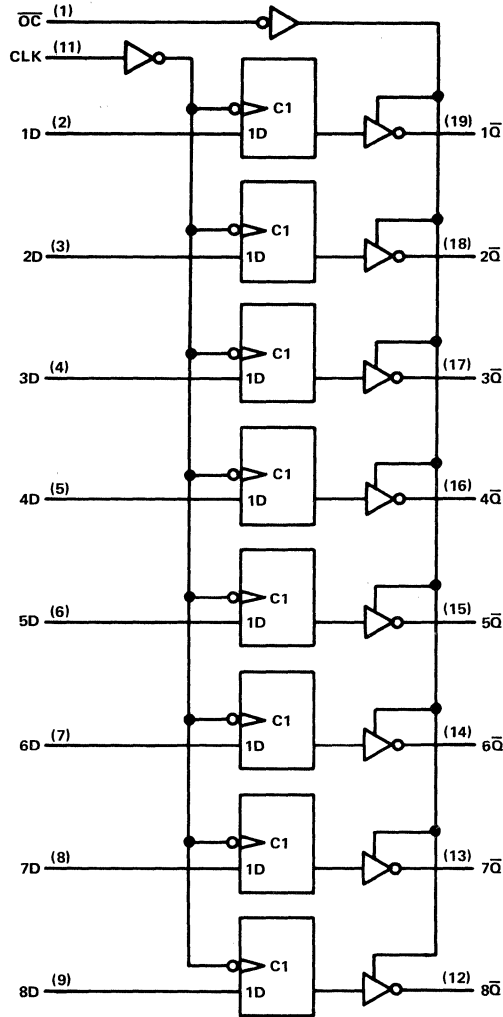 O̅C̅ (1)
CLK (11)
C1
1D (2) 1D (19) 1Q̅
C1
2D (3) 1D (18) 2Q̅
C1
3D (4) 1D (17) 3Q̅
C1
4D (5) 1D (16) 4Q̅
C1
5D (6) 1D (15) 5Q̅
C1
6D (7) 1D (14) 6Q̅
C1
7D (8) 1D (13) 7Q̅
C1
8D (9) 1D (12) 8Q̅